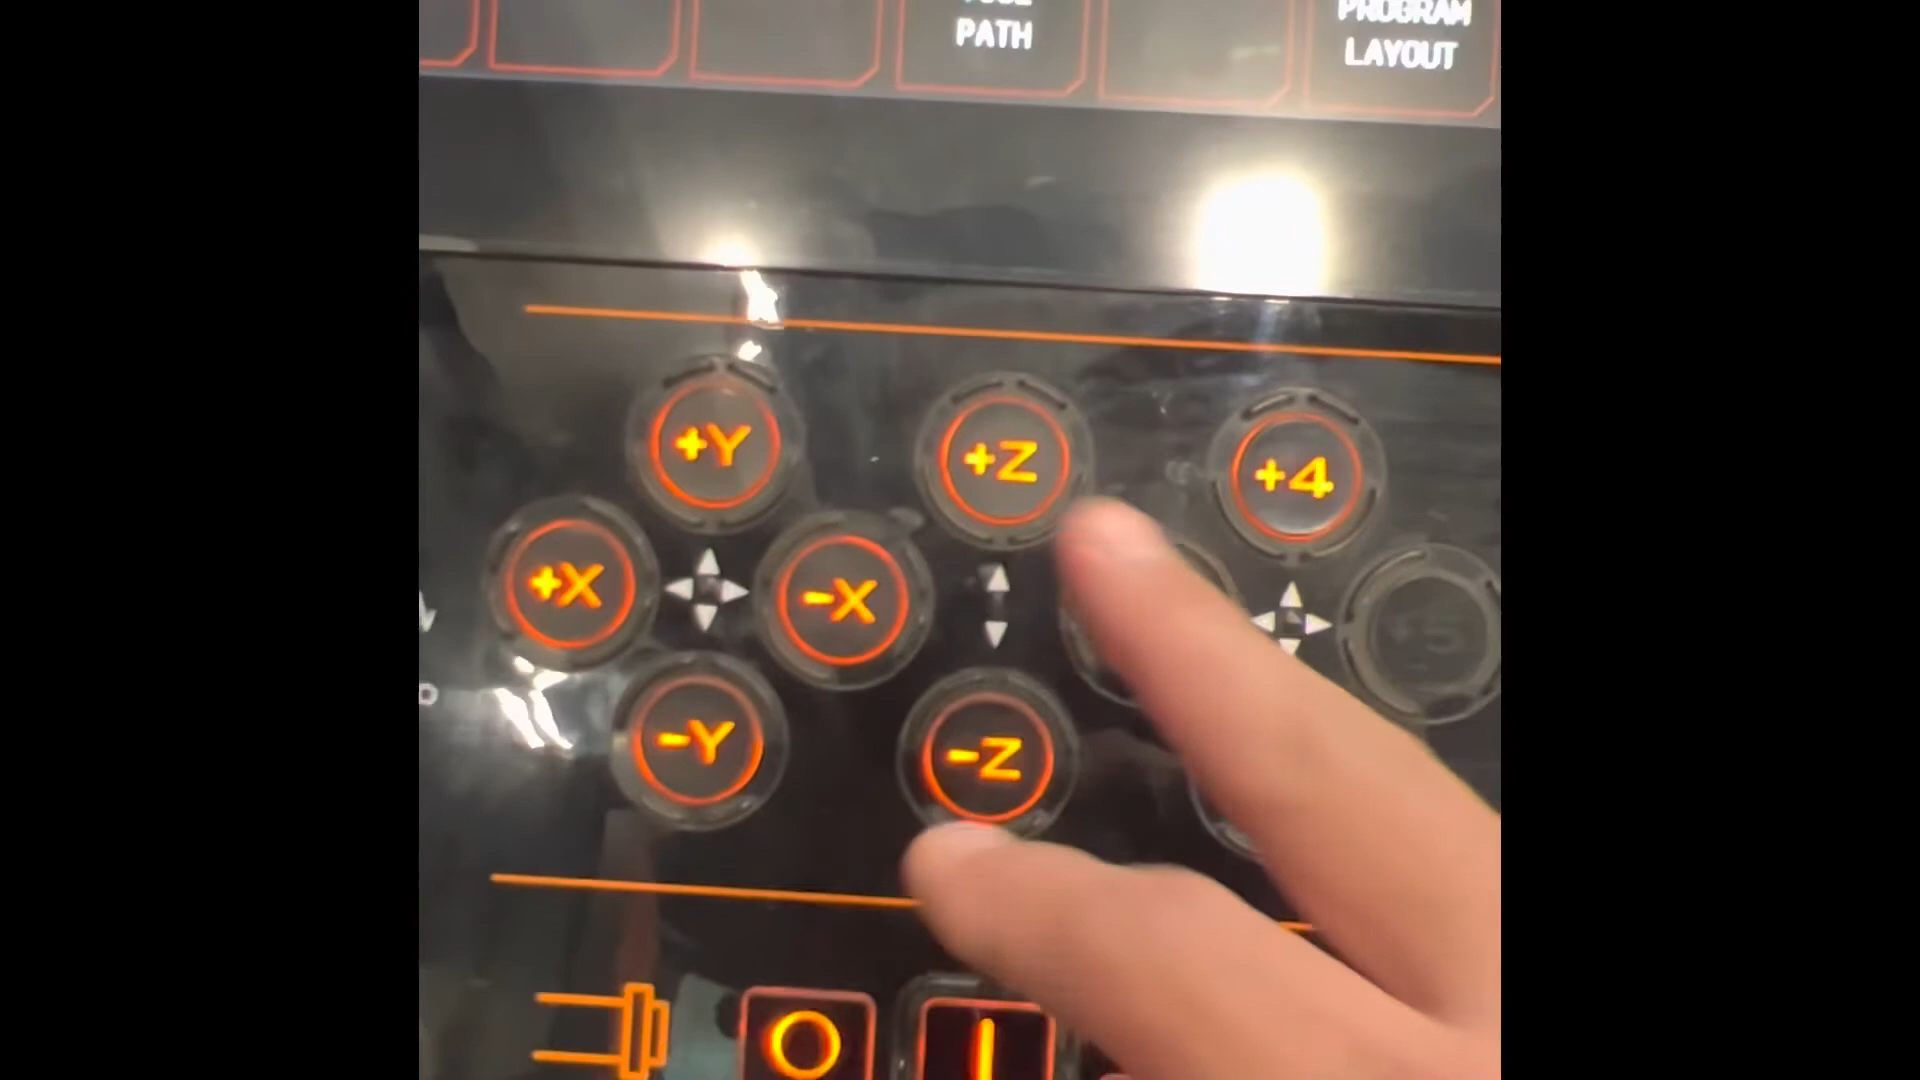 PATH
PROGRAM
LAYOUT
+Y
+Z
+4
+X
-X
-Y
-Z
O
I